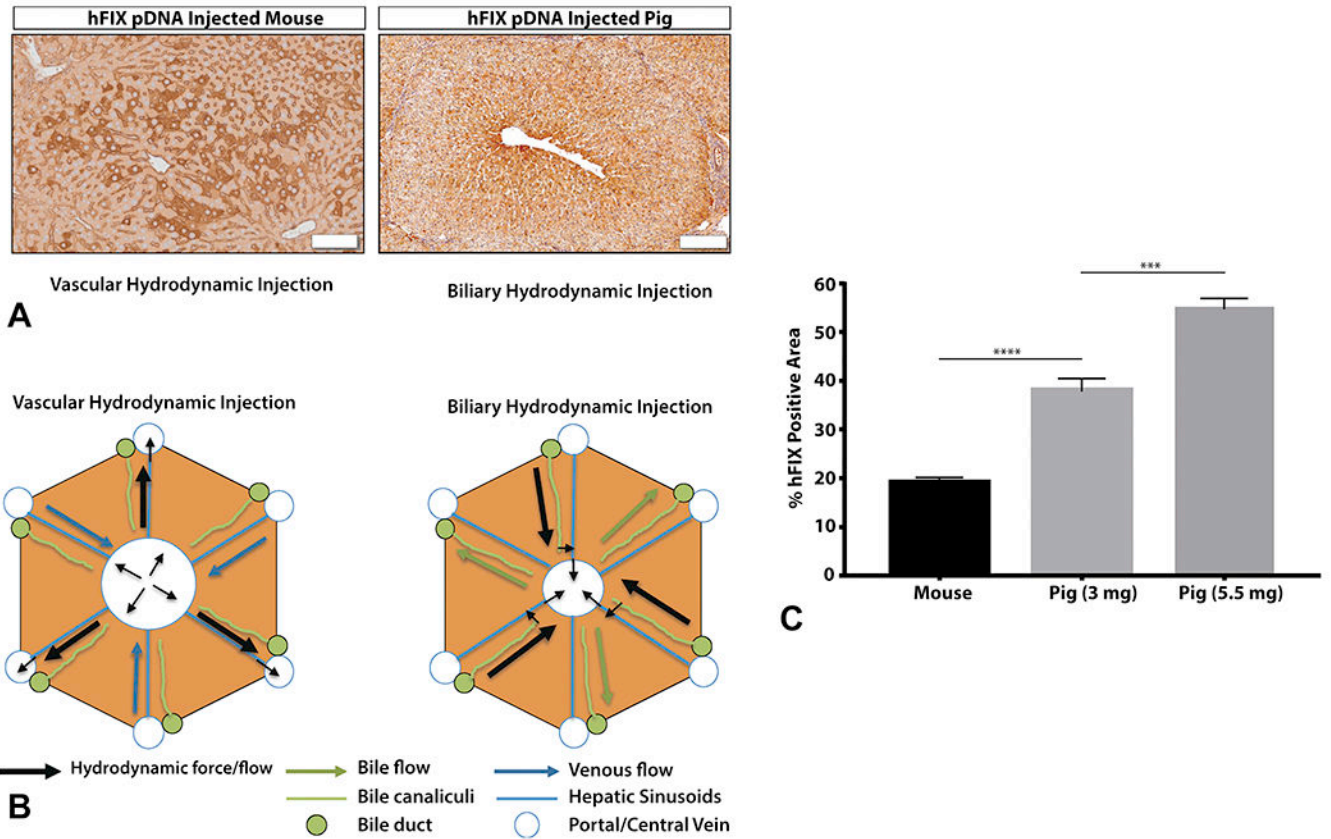 hFIX pDNA Injected Mouse
hFIX pDNA Injected Pig
Vascular Hydrodynamic Injection
Biliary Hydrodynamic Injection
A
Vascular Hydrodynamic Injection
Biliary Hydrodynamic Injection
Hydrodynamic force/flow
Bile flow
Venous flow
Bile canaliculi
Hepatic Sinusoids
Bile duct
Portal/Central Vein
B
% hFIX Positive Area
60
50
40
30
20
10
0
****
***
Mouse
Pig (3 mg)
Pig (5.5 mg)
C